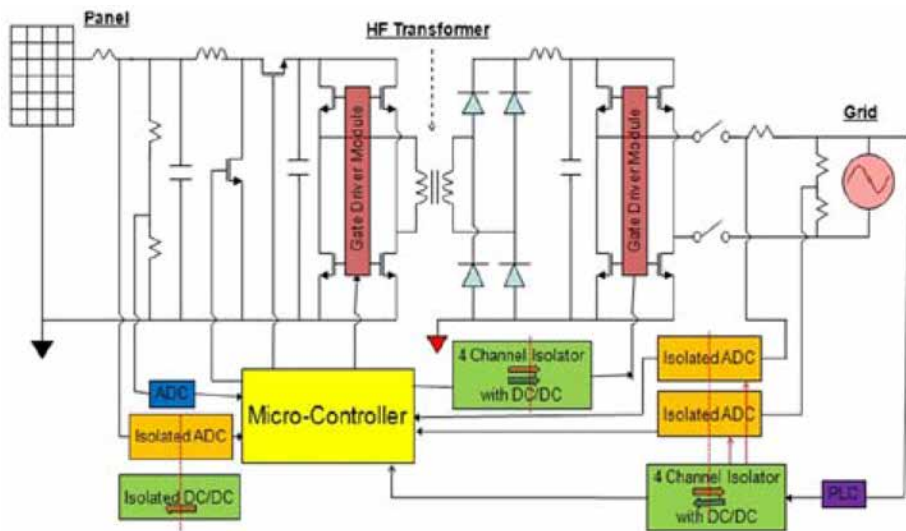 Panel
HF Transformer
Grid
Gate Driver Module
Gate Driver Module
4 Channel Isolator
with DC/DC
Isolated ADC
ADC
Micro-Controller
Isolated ADC
Isolated ADC
Isolated DC/DC
4 Channel Isolator
with DC/DC
PLC